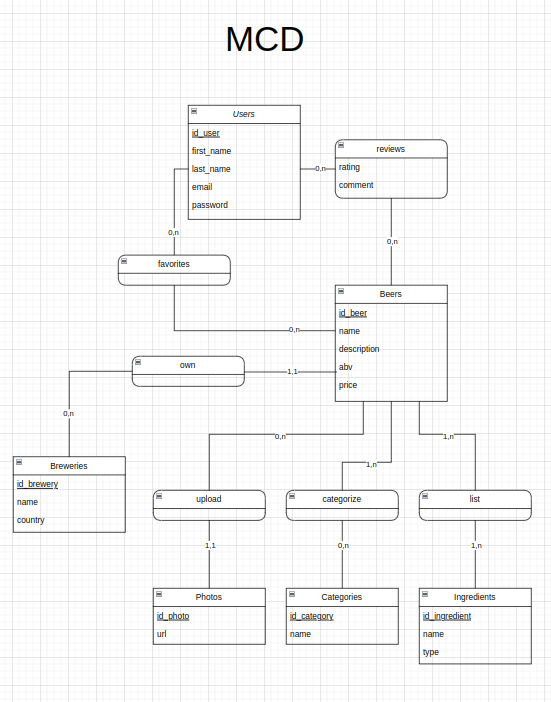 MCD
Users
id_user
first_name
last_name
email
password
0,n
reviews
rating
comment
0,n
0,n
favorites
0,n
Beers
id_beer
name
description
abv
price
own
1,1
0,n
0,n
1,n
1,n
Breweries
id_brewery
name
country
upload
categorize
list
1,1
0,n
1,n
Photos
id_photo
url
Categories
id_category
name
Ingredients
id_ingredient
name
type